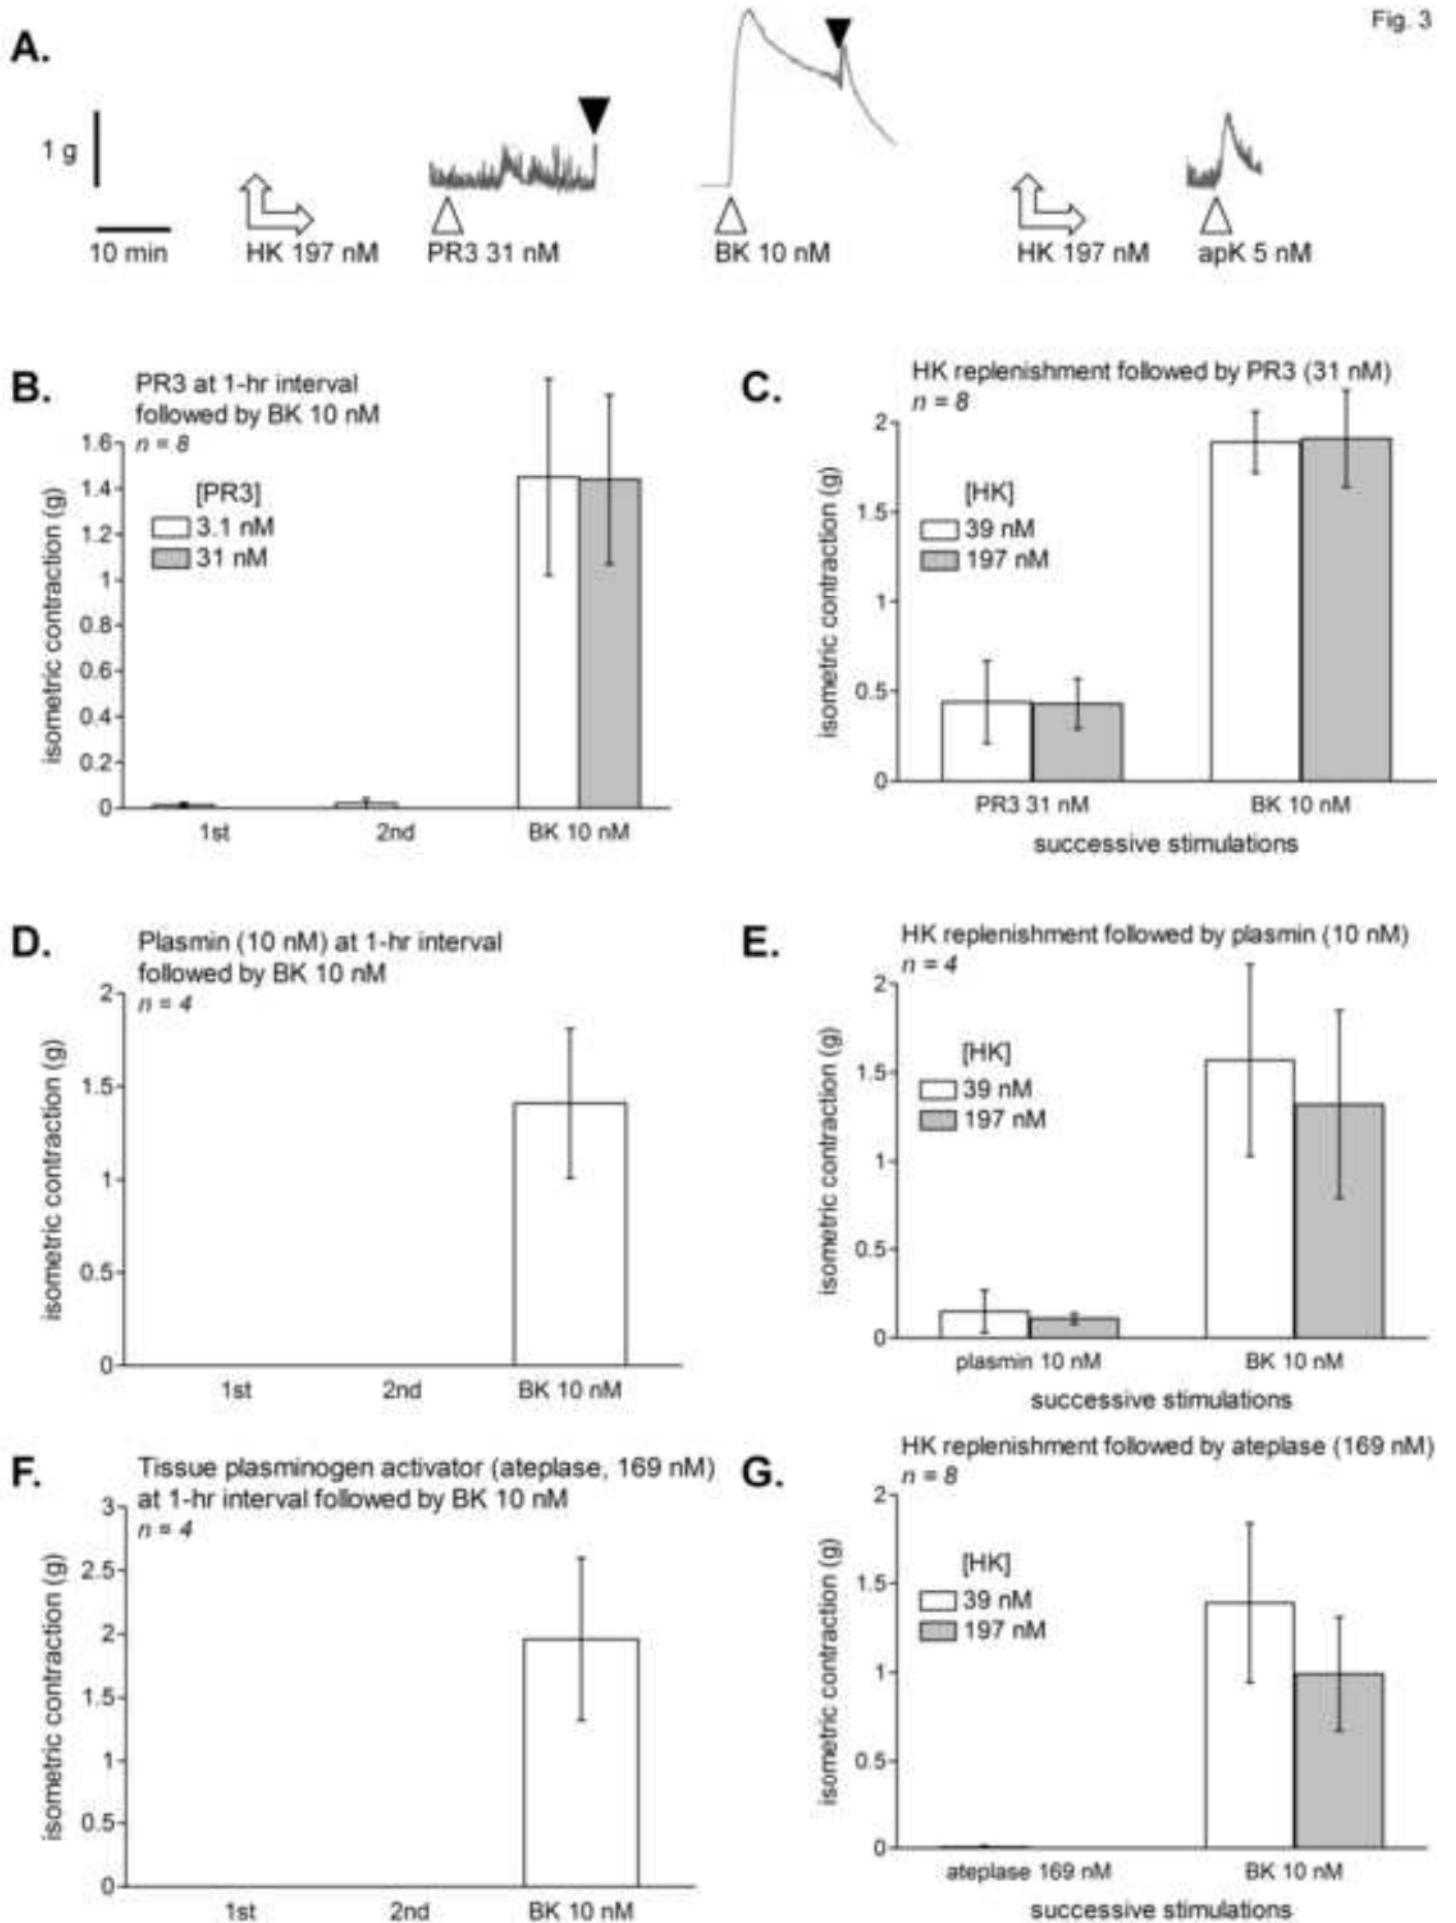 Fig. 3
A.
1 g
10 min
HK 197 nM
PR3 31 nM
BK 10 nM
HK 197 nM
apK 5 nM
B.
PR3 at 1-hr interval
followed by BK 10 nM
n = 8
[PR3]
3.1 nM
31 nM
isometric contraction (g)
1.6
1.4
1.2
1
0.8
0.6
0.4
0.2
0
1st
2nd
BK 10 nM
C.
HK replenishment followed by PR3 (31 nM)
n = 8
[HK]
39 nM
197 nM
isometric contraction (g)
2
1.5
1
0.5
0
PR3 31 nM
BK 10 nM
successive stimulations
D.
Plasmin (10 nM) at 1-hr interval
followed by BK 10 nM
n = 4
isometric contraction (g)
2
1.5
1
0.5
0
1st
2nd
BK 10 nM
E.
HK replenishment followed by plasmin (10 nM)
n = 4
[HK]
39 nM
197 nM
isometric contraction (g)
2
1.5
1
0.5
0
plasmin 10 nM
BK 10 nM
successive stimulations
F.
Tissue plasminogen activator (ateplase, 169 nM)
at 1-hr interval followed by BK 10 nM
n = 4
isometric contraction (g)
3
2.5
2
1.5
1
0.5
0
1st
2nd
BK 10 nM
G.
HK replenishment followed by ateplase (169 nM)
n = 8
[HK]
39 nM
197 nM
isometric contraction (g)
2
1.5
1
0.5
0
ateplase 169 nM
BK 10 nM
successive stimulations